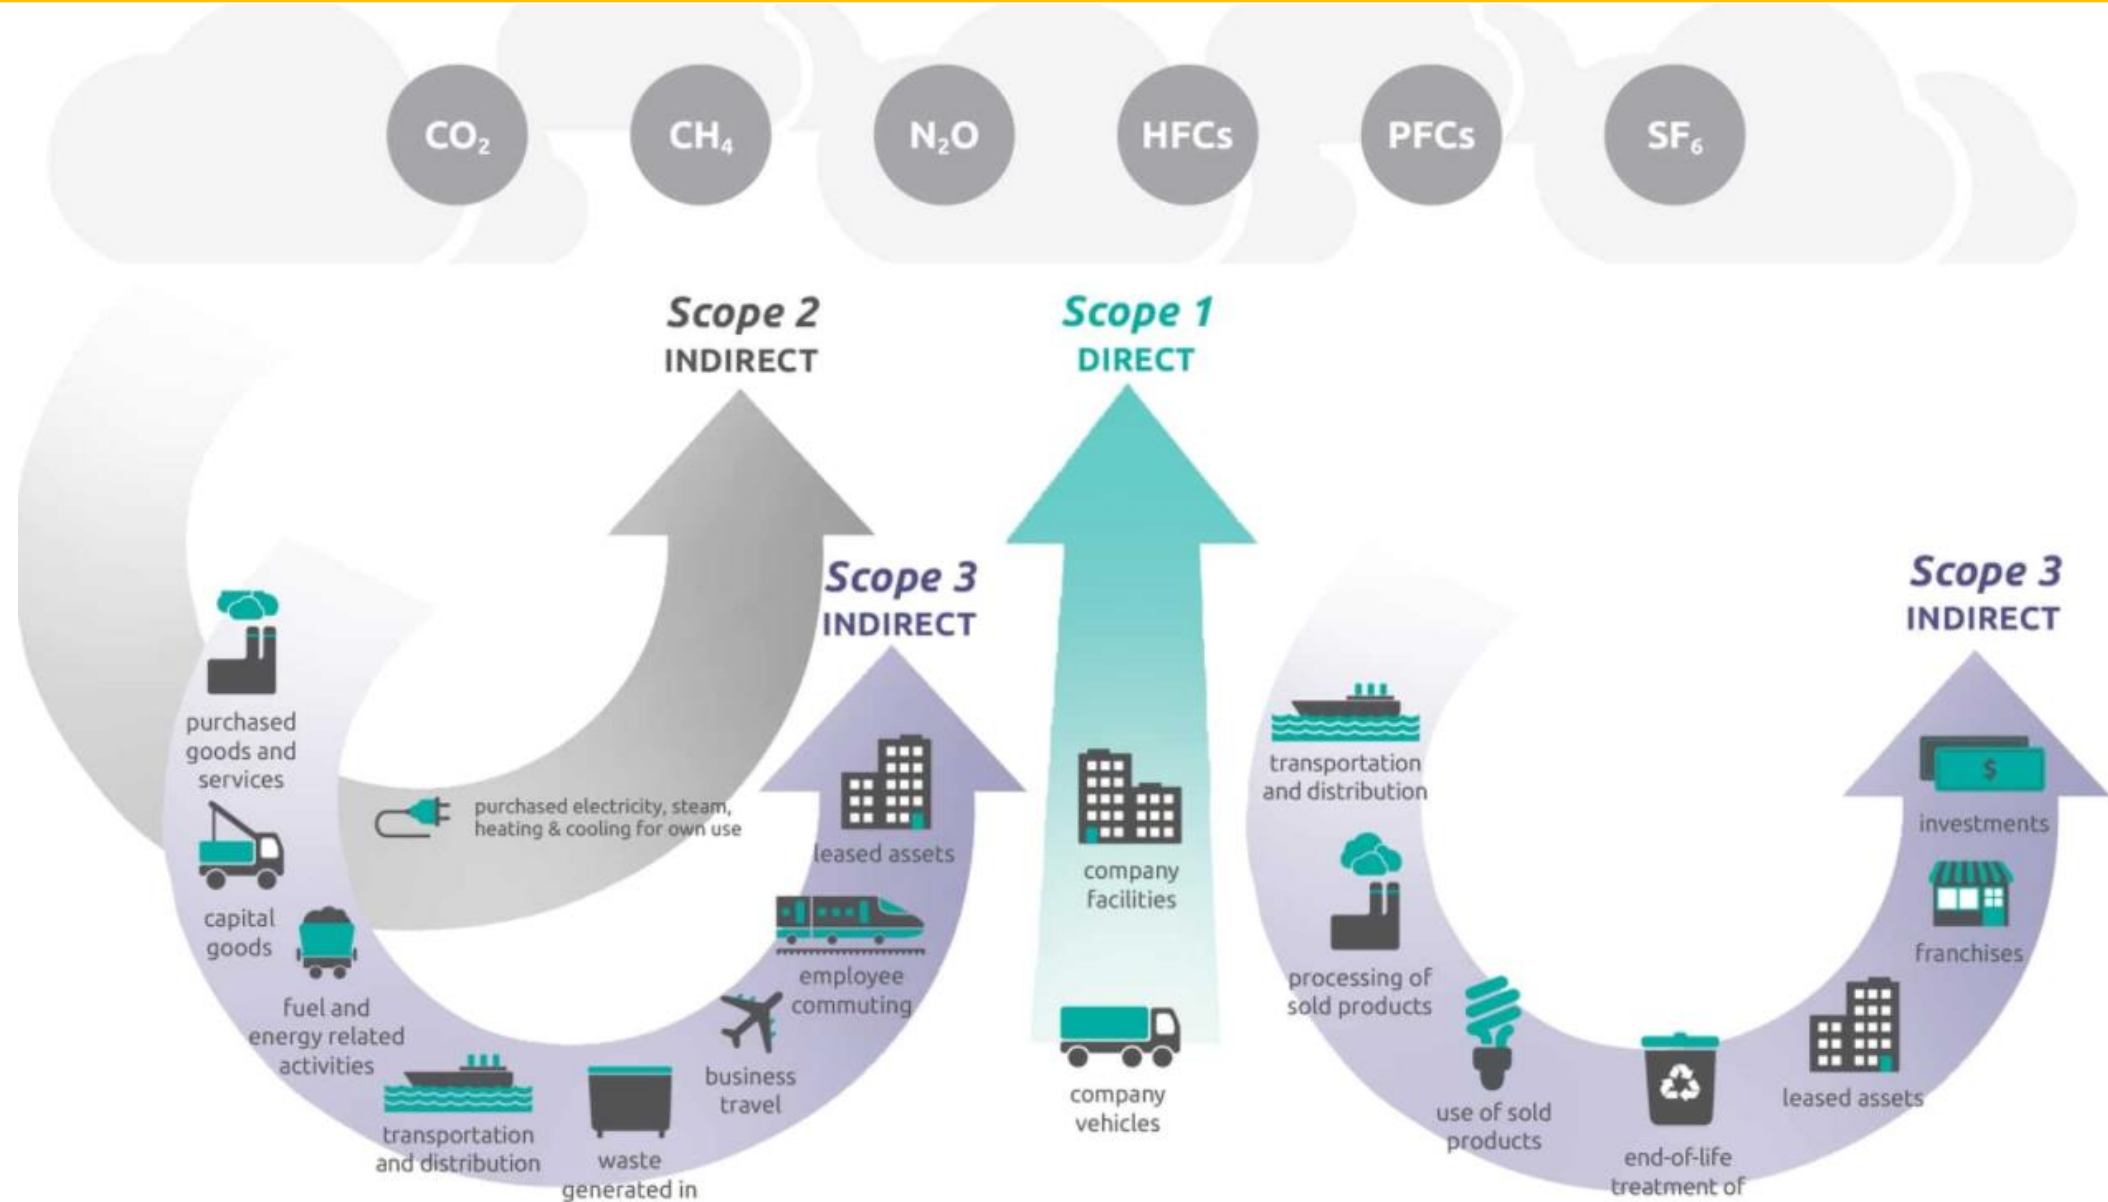 CO₂
CH₄
N₂O
HFCs
PFCs
SF₆
Scope 2
INDIRECT
Scope 1
DIRECT
Scope 3
INDIRECT
Scope 3
INDIRECT
purchased
goods and
services
capital
goods
fuel and
energy related
activities
purchased electricity, steam,
heating & cooling for own use
transportation
and distribution
waste
generated in
business
travel
employee
commuting
leased assets
company
facilities
company
vehicles
transportation
and distribution
processing of
sold products
use of sold
products
end-of-life
treatment of
leased assets
franchises
$
investments